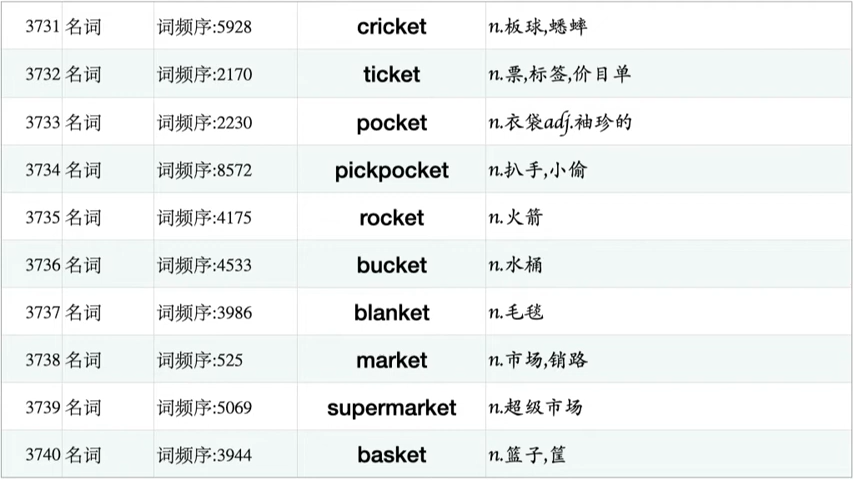 3731 名词 词频序:5928 cricket n.板球,蟋蟀
3732 名词 词频序:2170 ticket n.票,标签,价目单
3733 名词 词频序:2230 pocket n.衣袋adj.袖珍的
3734 名词 词频序:8572 pickpocket n.扒手,小偷
3735 名词 词频序:4175 rocket n.火箭
3736 名词 词频序:4533 bucket n.水桶
3737 名词 词频序:3986 blanket n.毛毯
3738 名词 词频序:525 market n.市场,销路
3739 名词 词频序:5069 supermarket n.超级市场
3740 名词 词频序:3944 basket n.篮子,筐